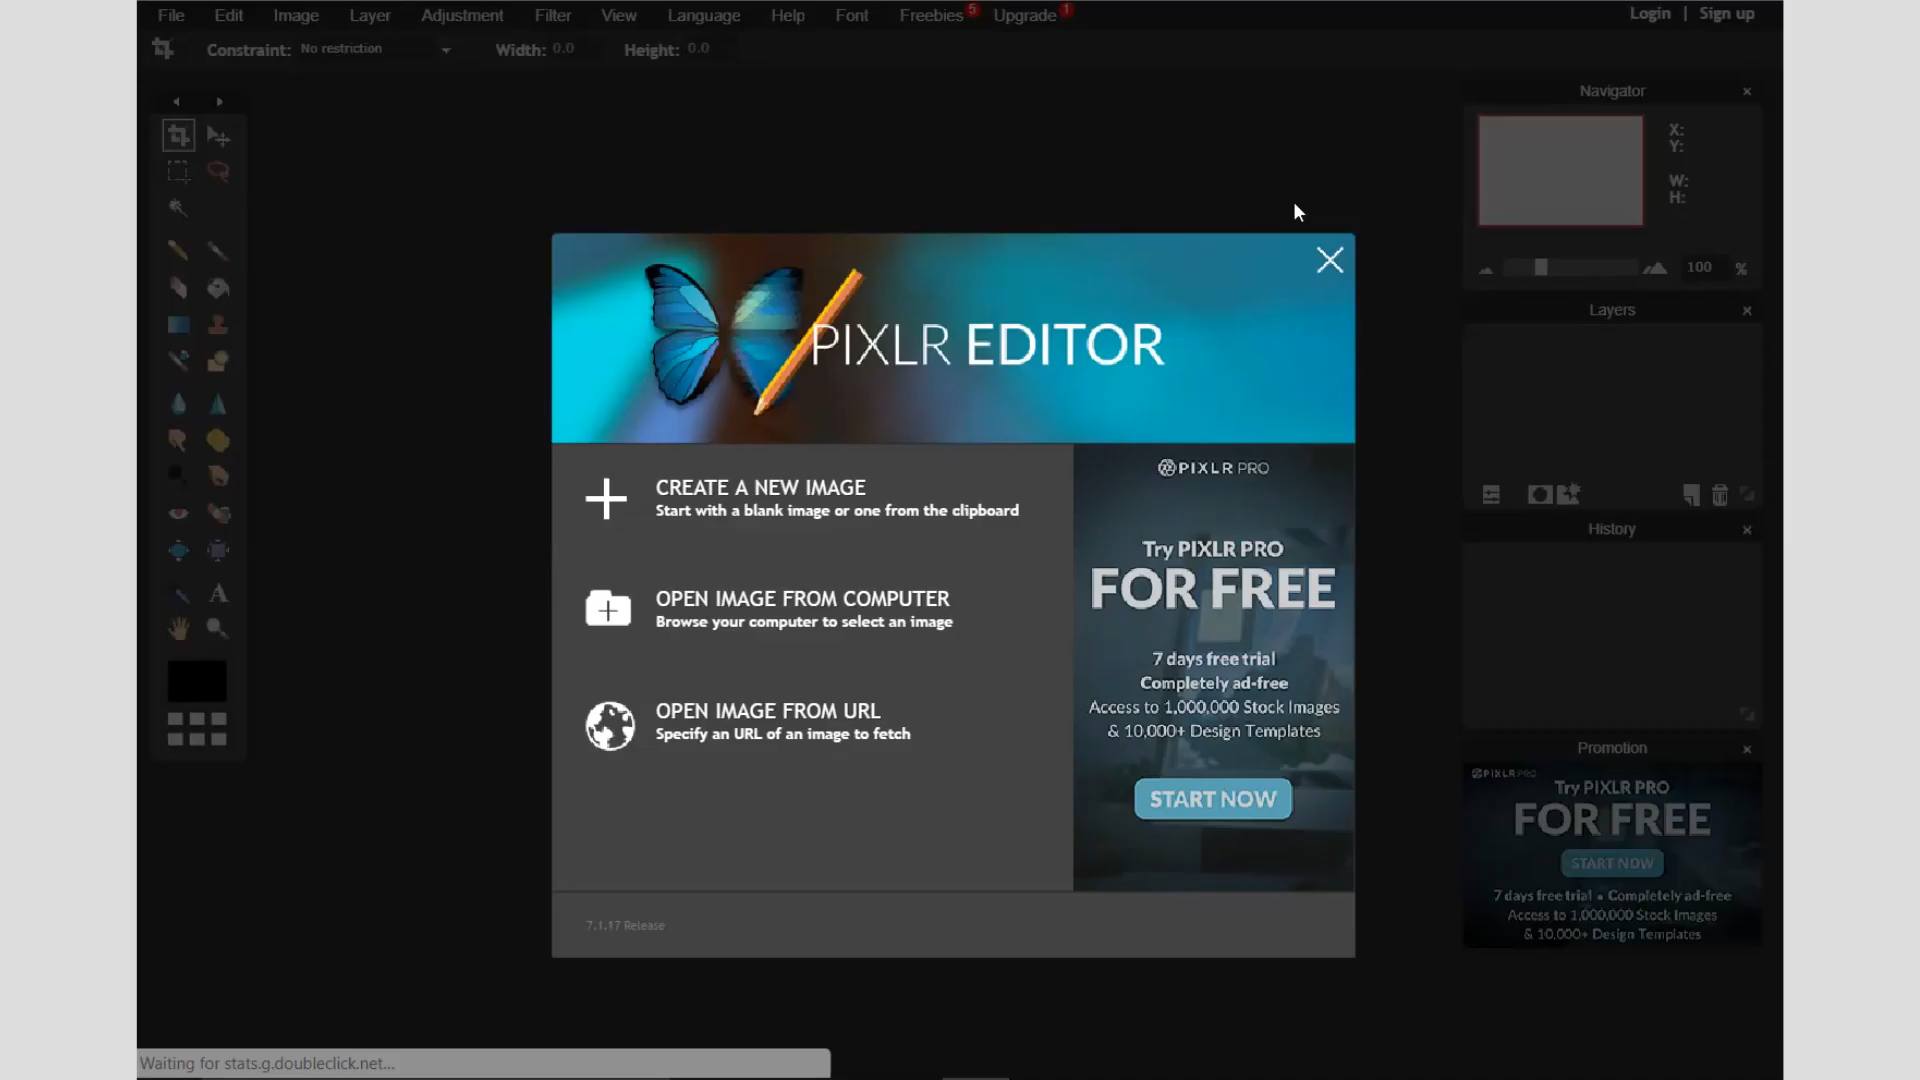 File Edit Image Layer Adjustment Filter View Language Help Font Freebies 5 Upgrade 1 Login | Sign up
Constraint: No restriction Width: 0.0 Height: 0.0
Navigator
X:
Y:
W:
H:
100 %
Layers
History
Promotion
PIXLR PRO
Try PIXLR PRO
FOR FREE
START NOW
7 days free trial • Completely ad-free
Access to 1,000,000 Stock Images
& 10,000+ Design Templates
PIXLR EDITOR
CREATE A NEW IMAGE
Start with a blank image or one from the clipboard
OPEN IMAGE FROM COMPUTER
Browse your computer to select an image
OPEN IMAGE FROM URL
Specify an URL of an image to fetch
PIXLR PRO
Try PIXLR PRO
FOR FREE
7 days free trial
Completely ad-free
Access to 1,000,000 Stock Images
& 10,000+ Design Templates
START NOW
7.1.17 Release
Waiting for stats.g.doubleclick.net...